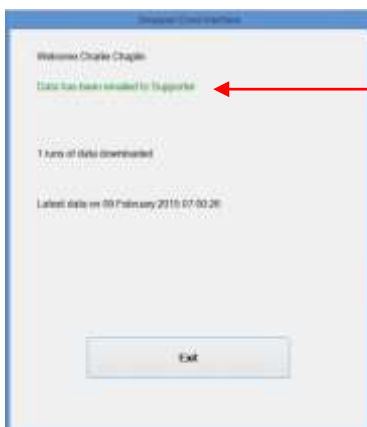 Welcome Charlie Chaplin
Data has been emailed to Supporter
1 runs of data downloaded
Latest data on 09 February 2015 07:50:26
Exit